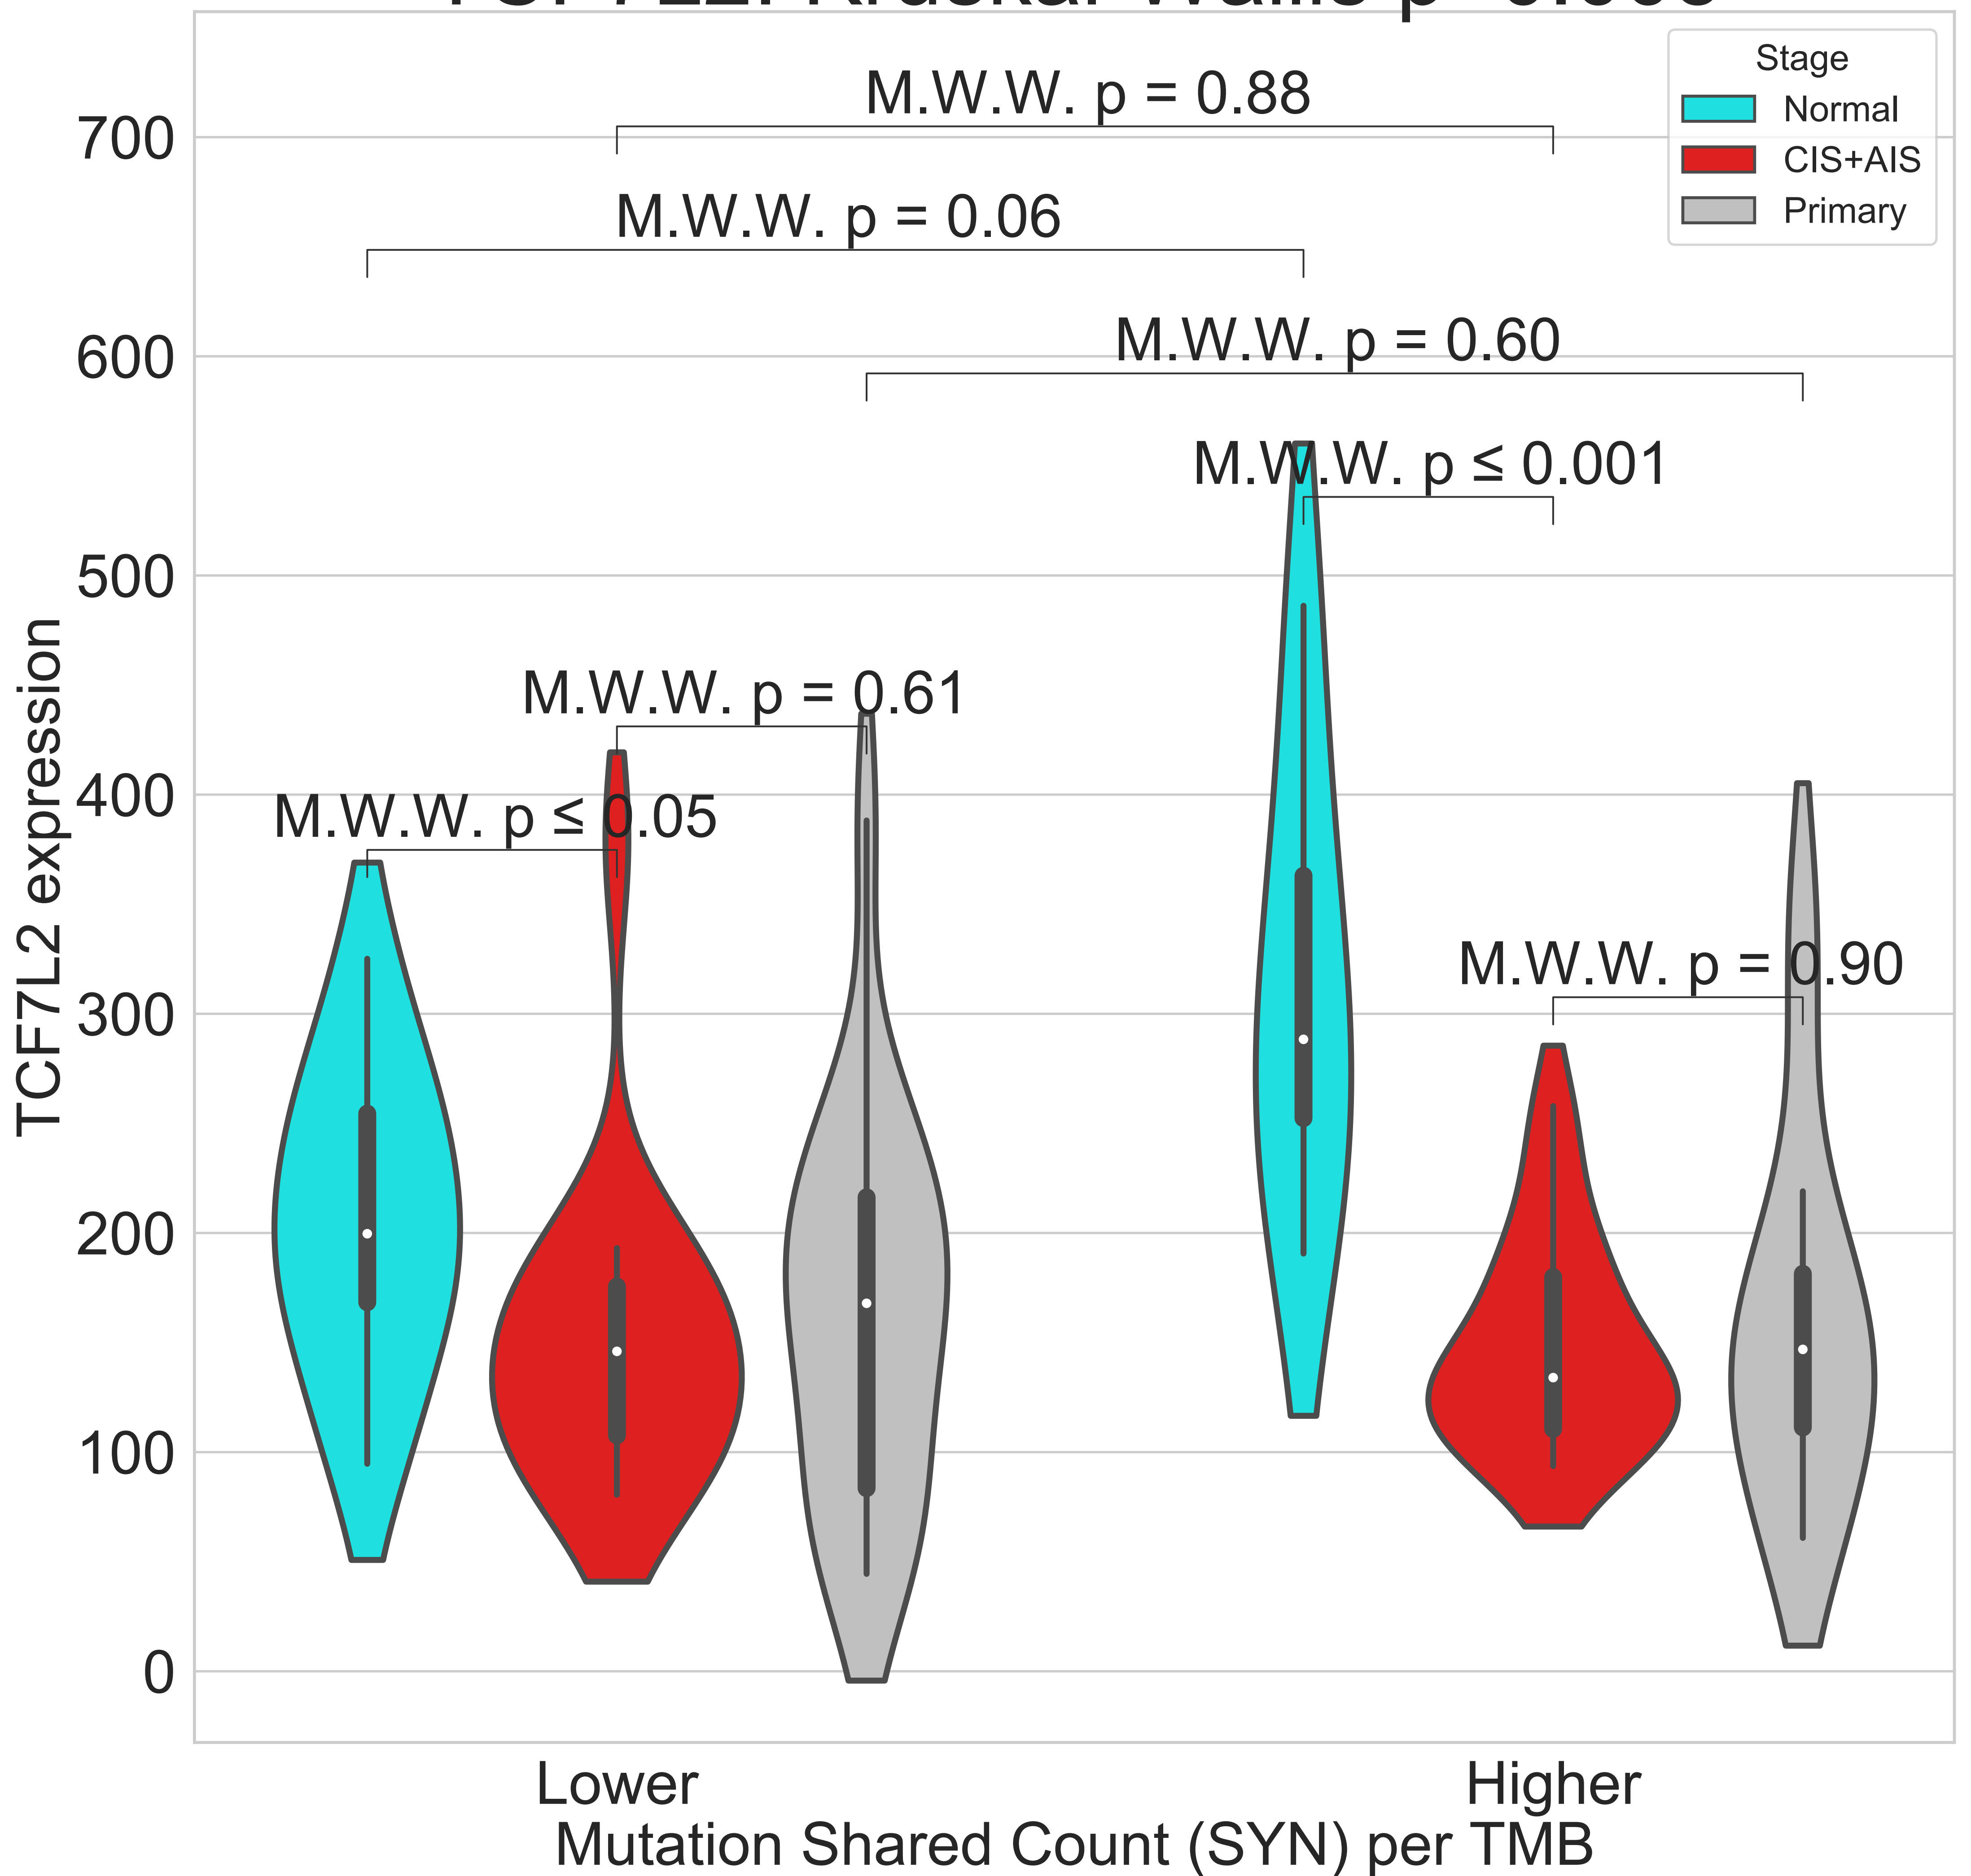 Stage
Normal
CIS+AIS
Primary
M.W.W. p = 0.88
M.W.W. p = 0.06
M.W.W. p = 0.60
M.W.W. p ≤ 0.001
M.W.W. p = 0.61
M.W.W. p ≤ 0.05
M.W.W. p = 0.90
700
600
500
400
300
200
100
0
TCF7L2 expression
Lower
Higher
Mutation Shared Count (SYN) per TMB